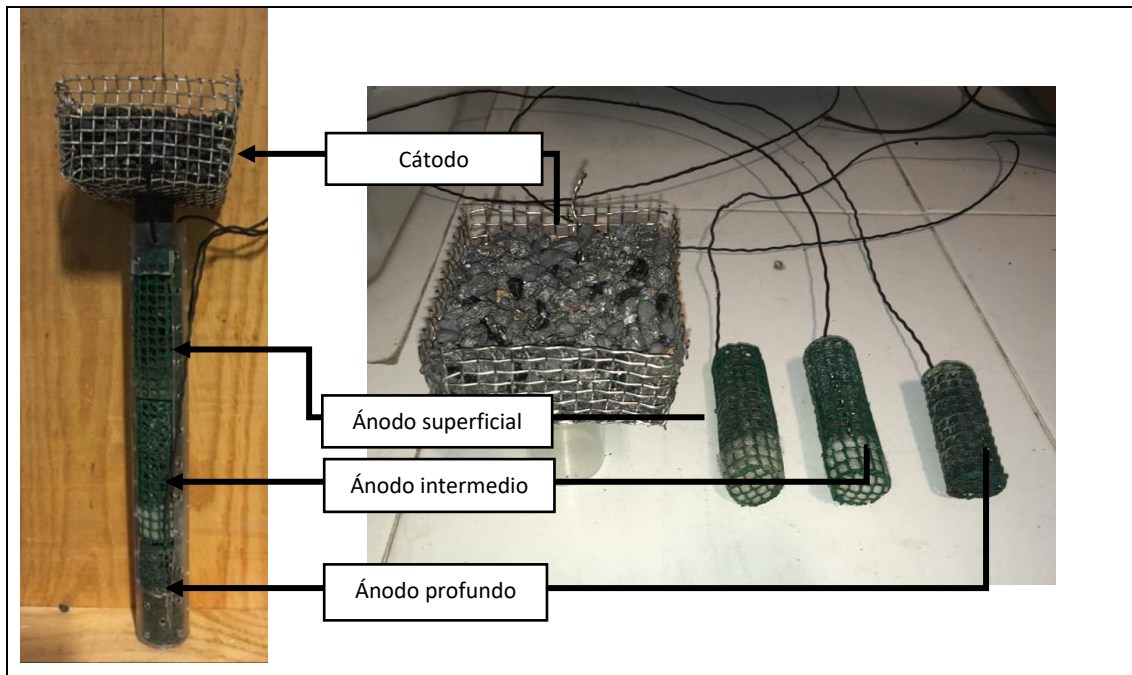 Cátodo
Ánodo superficial
Ánodo intermedio
Ánodo profundo